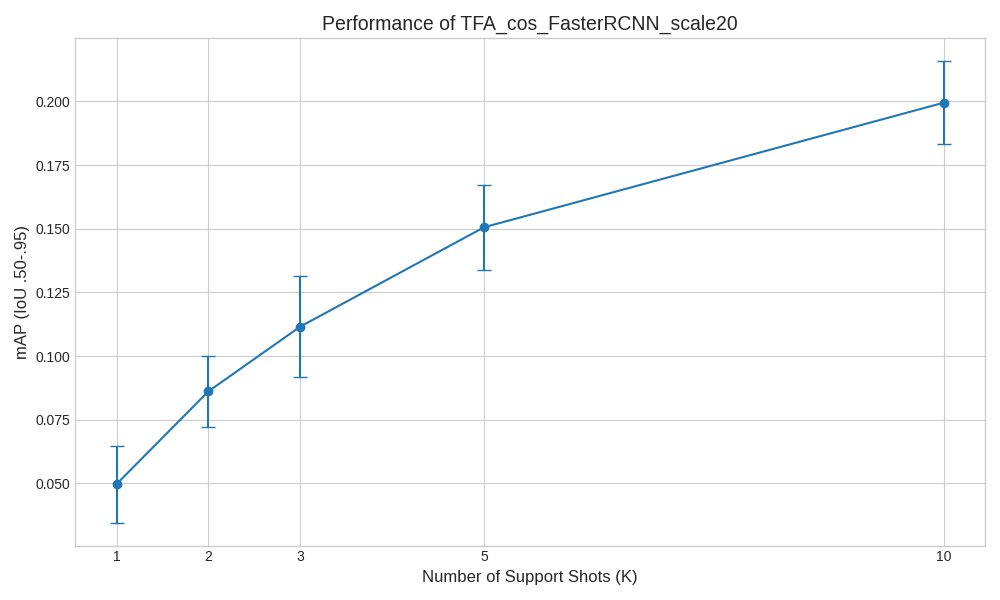 Performance of TFA_cos_FasterRCNN_scale20
mAP (IoU .50-.95)
0.200
0.175
0.150
0.125
0.100
0.075
0.050
1 2 3 5 10
Number of Support Shots (K)